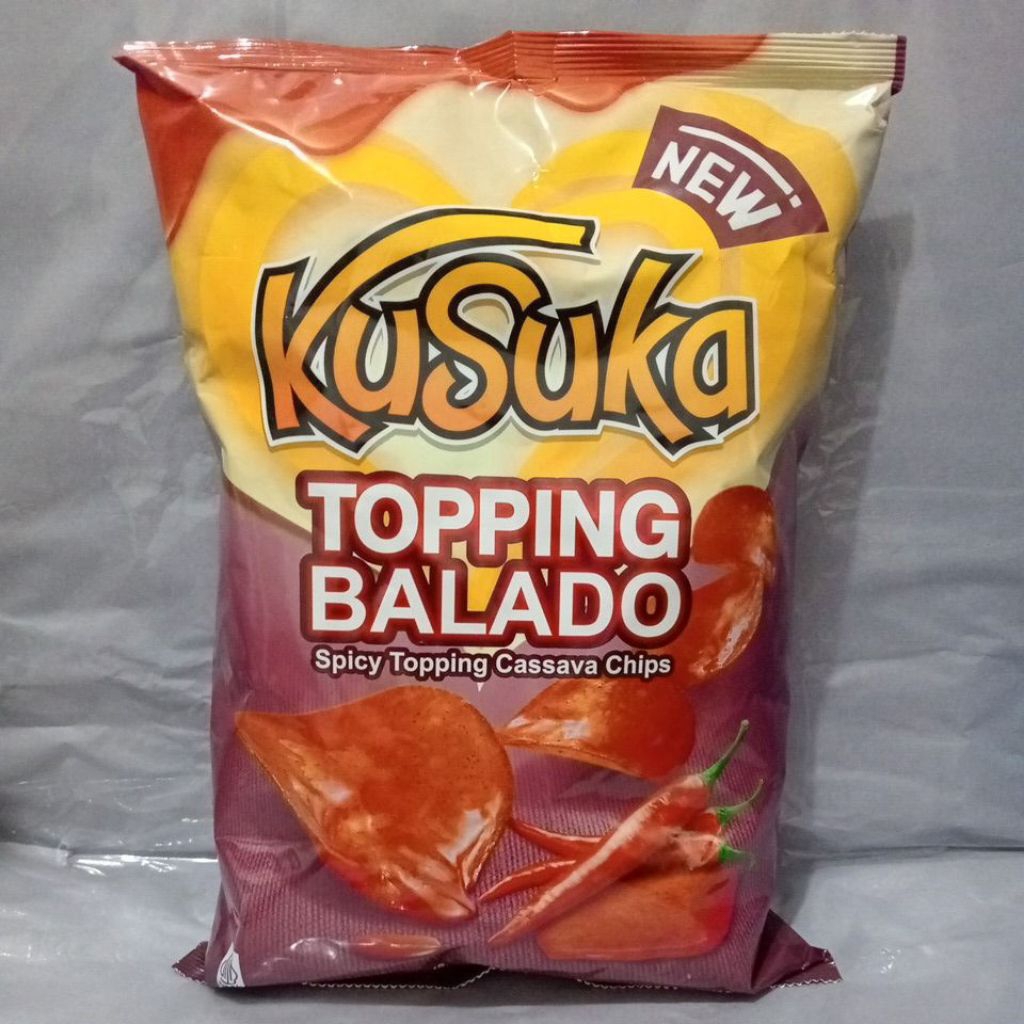 NEW
KuSuka
TOPPING
BALADO
Spicy Topping Cassava Chips